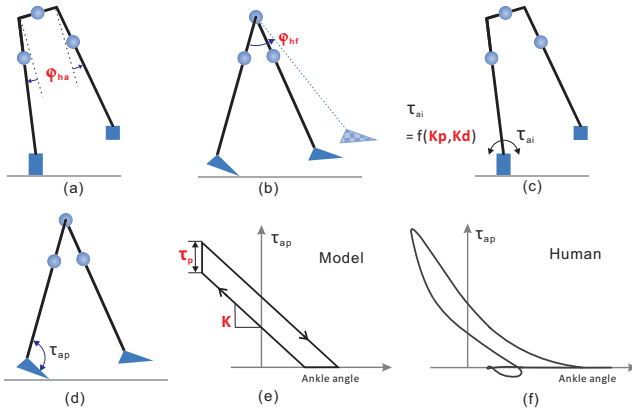 φha
(a)
φhf
(b)
τai
= f(Kp,Kd)
τai
(c)
τap
(d)
τap
Model
τp
K
Ankle angle
(e)
τap
Human
Ankle angle
(f)